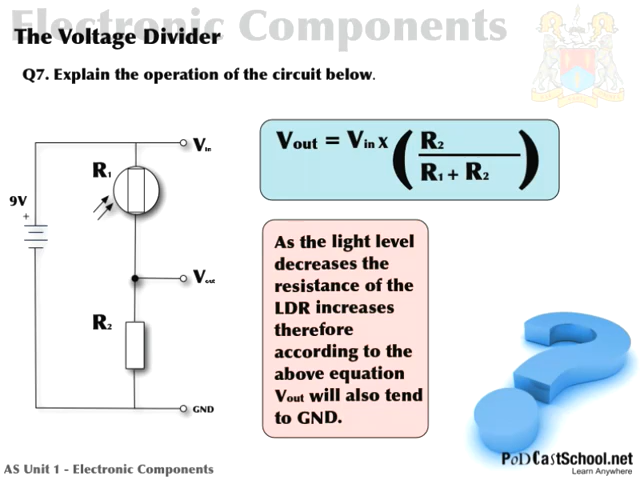 Electronic Components
The Voltage Divider
Q7. Explain the operation of the circuit below.
Vin
R1
9V
+
Vout
R2
GND
Vout = Vin x ( R2
R1 + R2 )
As the light level
decreases the
resistance of the
LDR increases
therefore
according to the
above equation
Vout will also tend
to GND.
PoDCastSchool.net
Learn Anywhere
AS Unit 1 - Electronic Components